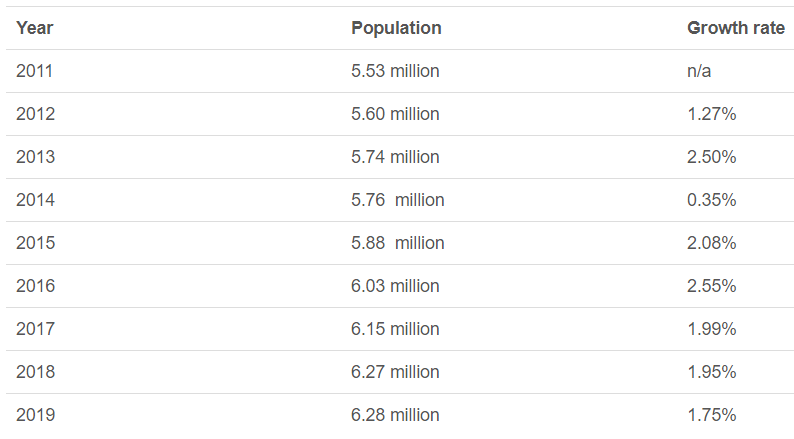 Year Population Growth rate
2011 5.53 million n/a
2012 5.60 million 1.27%
2013 5.74 million 2.50%
2014 5.76  million 0.35%
2015 5.88  million 2.08%
2016 6.03 million 2.55%
2017 6.15 million 1.99%
2018 6.27 million 1.95%
2019 6.28 million 1.75%